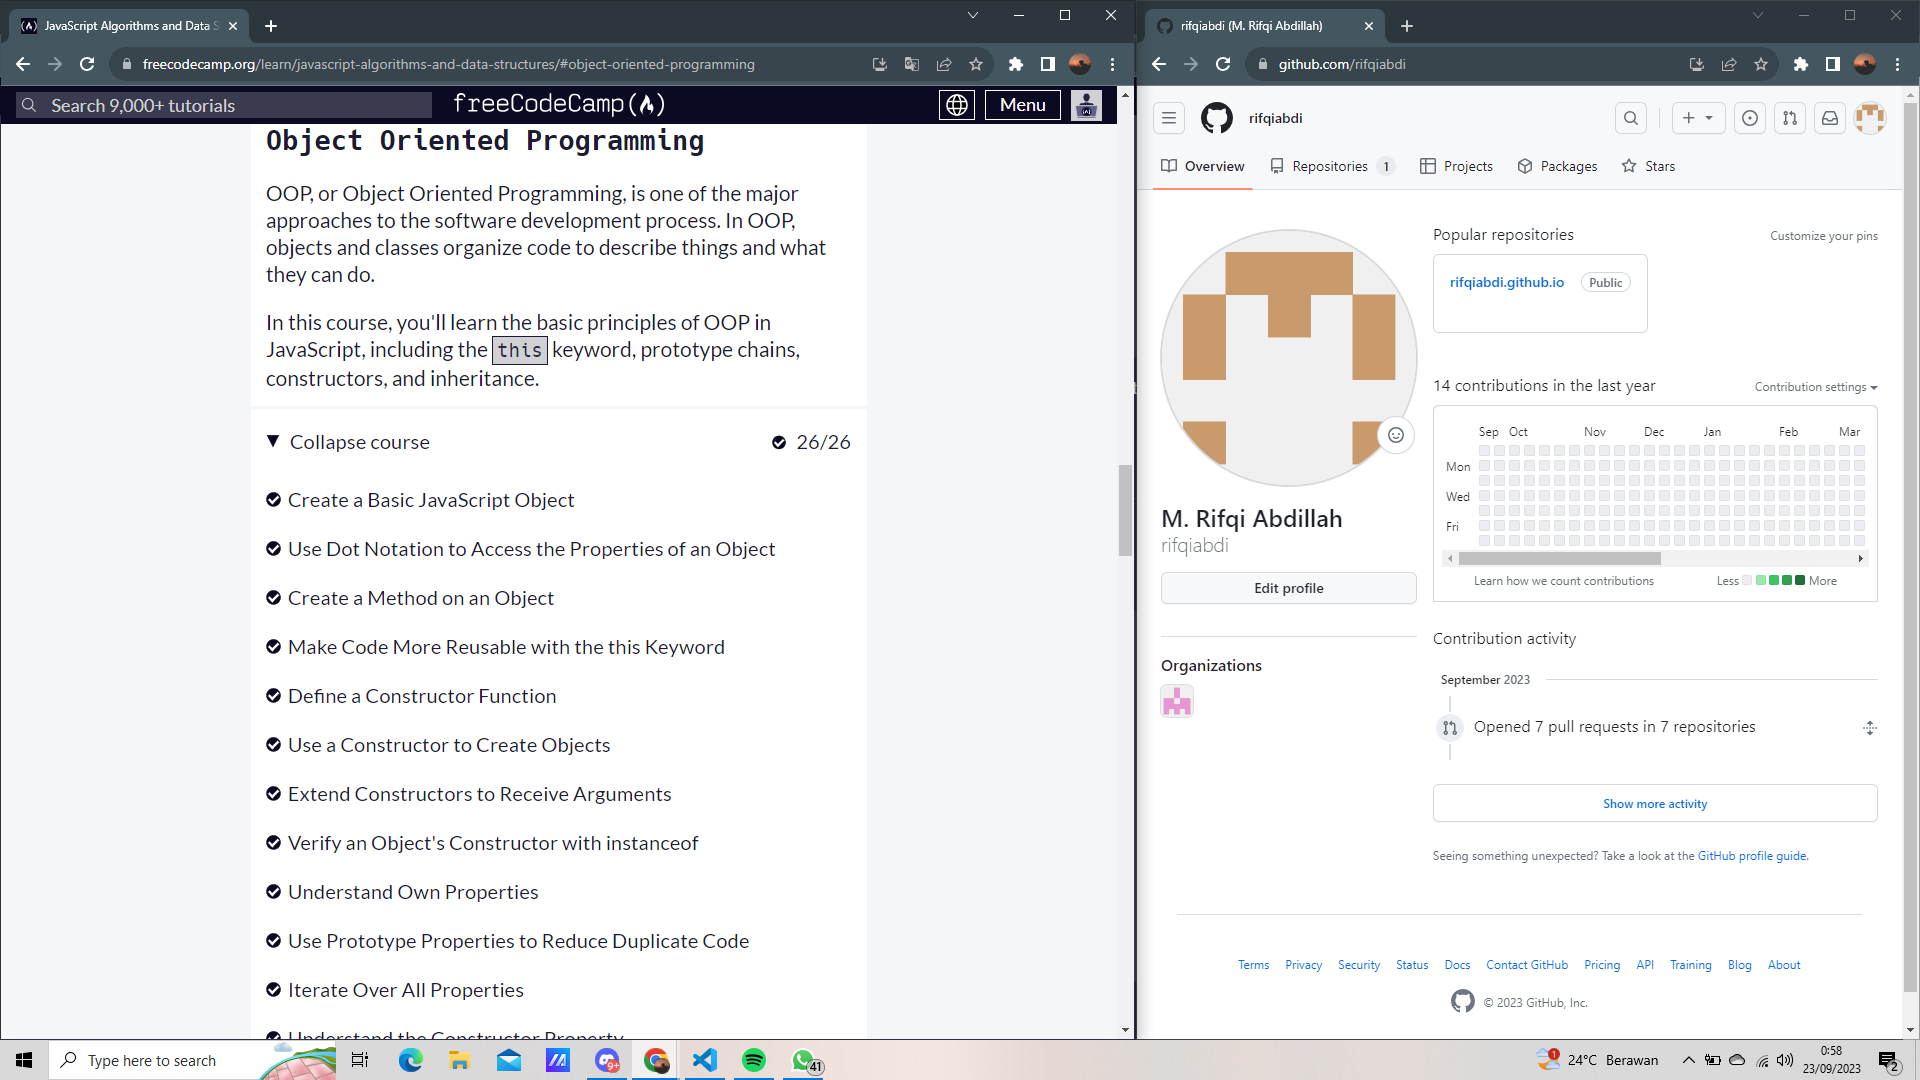 JavaScript Algorithms and Data S
freecodecamp.org/learn/javascript-algorithms-and-data-structures/#object-oriented-programming
Search 9,000+ tutorials
freeCodeCamp
Menu
Object Oriented Programming
OOP, or Object Oriented Programming, is one of the major
approaches to the software development process. In OOP,
objects and classes organize code to describe things and what
they can do.
In this course, you'll learn the basic principles of OOP in
JavaScript, including the this keyword, prototype chains,
constructors, and inheritance.
Collapse course 26/26
Create a Basic JavaScript Object
Use Dot Notation to Access the Properties of an Object
Create a Method on an Object
Make Code More Reusable with the this Keyword
Define a Constructor Function
Use a Constructor to Create Objects
Extend Constructors to Receive Arguments
Verify an Object's Constructor with instanceof
Understand Own Properties
Use Prototype Properties to Reduce Duplicate Code
Iterate Over All Properties
Understand the Constructor Property
rifqiabdi (M. Rifqi Abdillah)
github.com/rifqiabdi
rifqiabdi
Overview Repositories 1 Projects Packages Stars
M. Rifqi Abdillah
rifqiabdi
Edit profile
Organizations
Popular repositories Customize your pins
rifqiabdi.github.io Public
14 contributions in the last year Contribution settings
Sep Oct Nov Dec Jan Feb Mar
Mon
Wed
Fri
Learn how we count contributions Less More
Contribution activity
September 2023
Opened 7 pull requests in 7 repositories
Show more activity
Seeing something unexpected? Take a look at the GitHub profile guide.
Terms Privacy Security Status Docs Contact GitHub Pricing API Training Blog About
© 2023 GitHub, Inc.
Type here to search
9+
41
1
24°C Berawan
0:58
23/09/2023
2